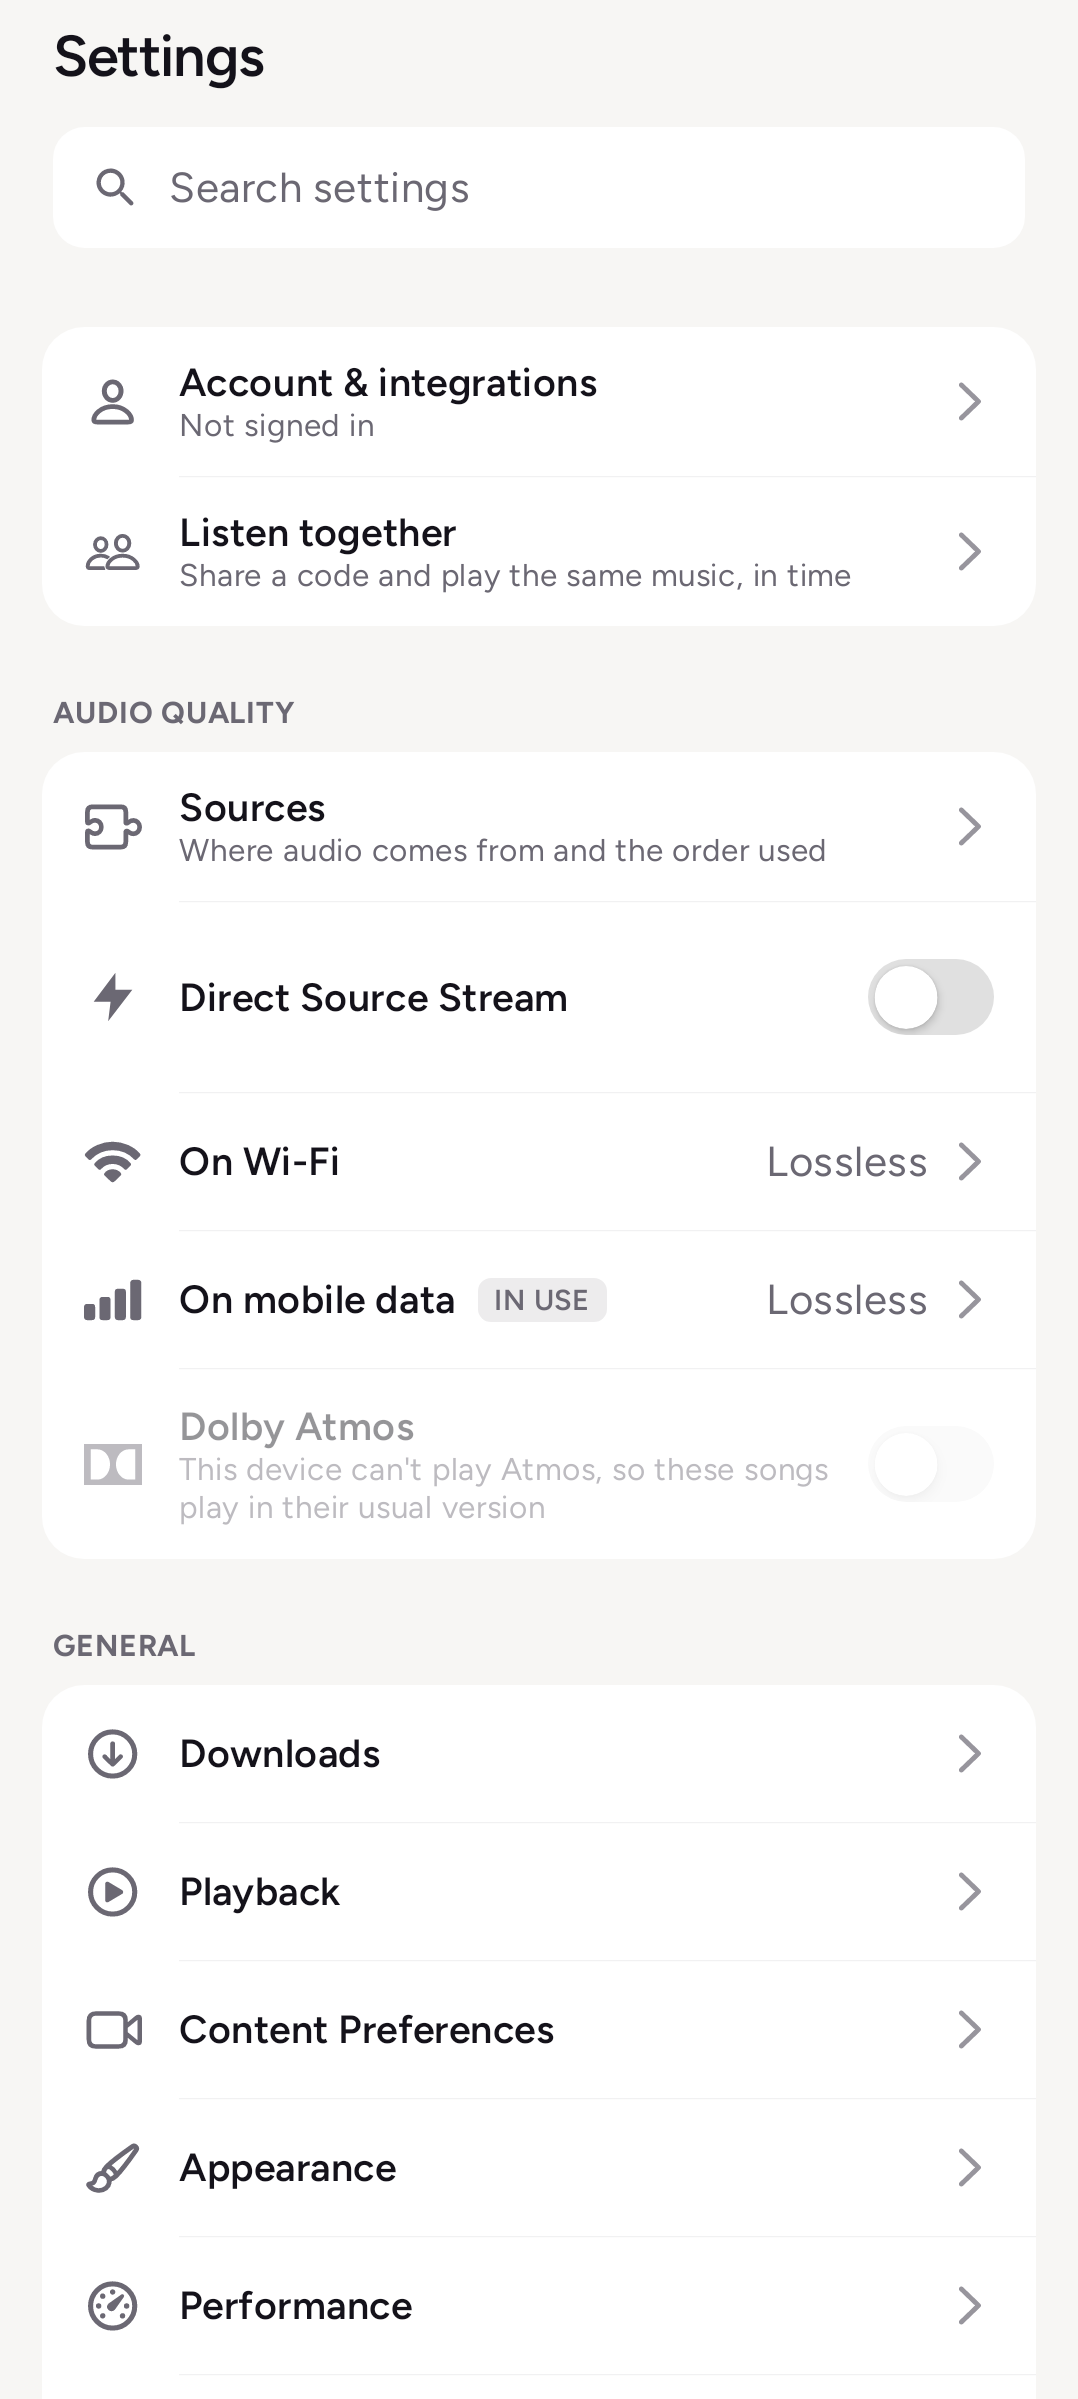 Settings
Search settings
Account & integrations
Not signed in
Listen together
Share a code and play the same music, in time
AUDIO QUALITY
Sources
Where audio comes from and the order used
Direct Source Stream
On Wi-Fi Lossless
On mobile data IN USE Lossless
Dolby Atmos
This device can't play Atmos, so these songs
play in their usual version
GENERAL
Downloads
Playback
Content Preferences
Appearance
Performance